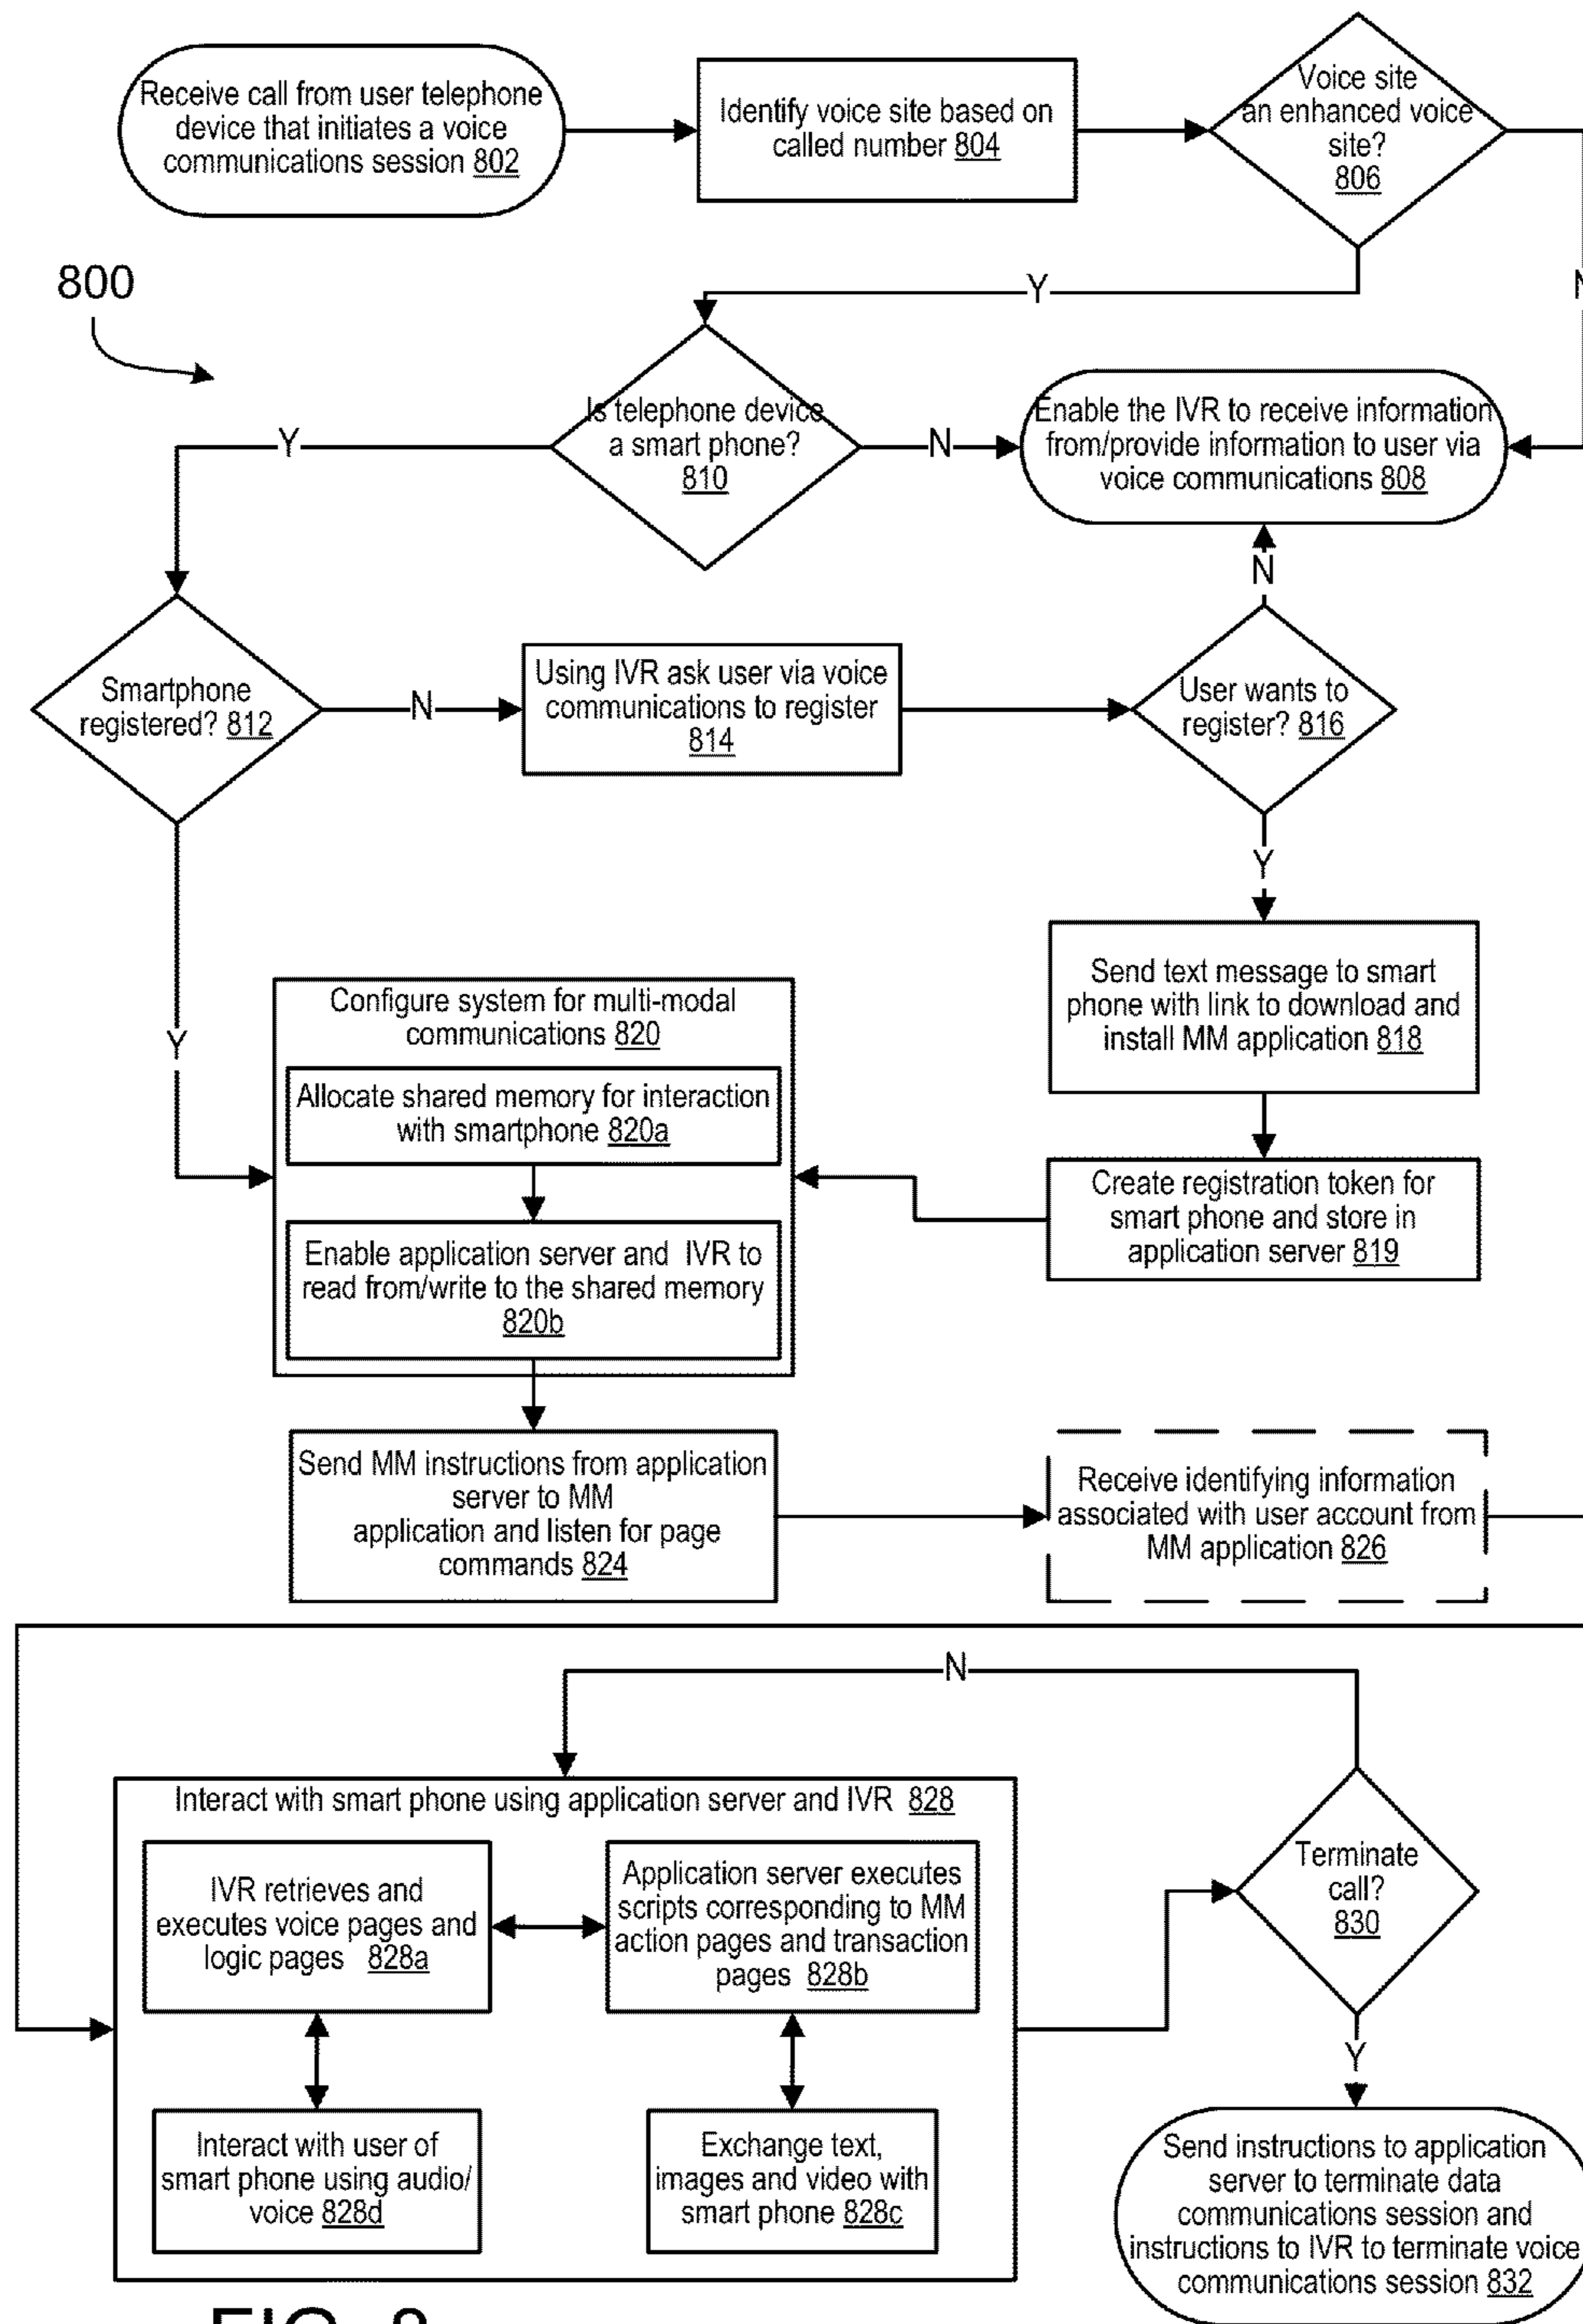 Receive call from user telephone
device that initiates a voice
communications session 802
Identify voice site based on
called number 804
Voice site
an enhanced voice
site?
806
800
Y
N
Is telephone device
a smart phone?
810
Y
N
Enable the IVR to receive information
from/provide information to user via
voice communications 808
N
Smartphone
registered? 812
N
Using IVR ask user via voice
communications to register
814
User wants to
register? 816
Y
Y
Send text message to smart
phone with link to download and
install MM application 818
Create registration token for
smart phone and store in
application server 819
Configure system for multi-modal
communications 820
Allocate shared memory for interaction
with smartphone 820a
Enable application server and IVR to
read from/write to the shared memory
820b
Send MM instructions from application
server to MM
application and listen for page
commands 824
Receive identifying information
associated with user account from
MM application 826
N
Interact with smart phone using application server and IVR 828
IVR retrieves and
executes voice pages and
logic pages 828a
Application server executes
scripts corresponding to MM
action pages and transaction
pages 828b
Interact with user of
smart phone using audio/
voice 828d
Exchange text,
images and video with
smart phone 828c
Terminate
call?
830
Y
Send instructions to application
server to terminate data
communications session and
instructions to IVR to terminate voice
communications session 832
FIG. 8